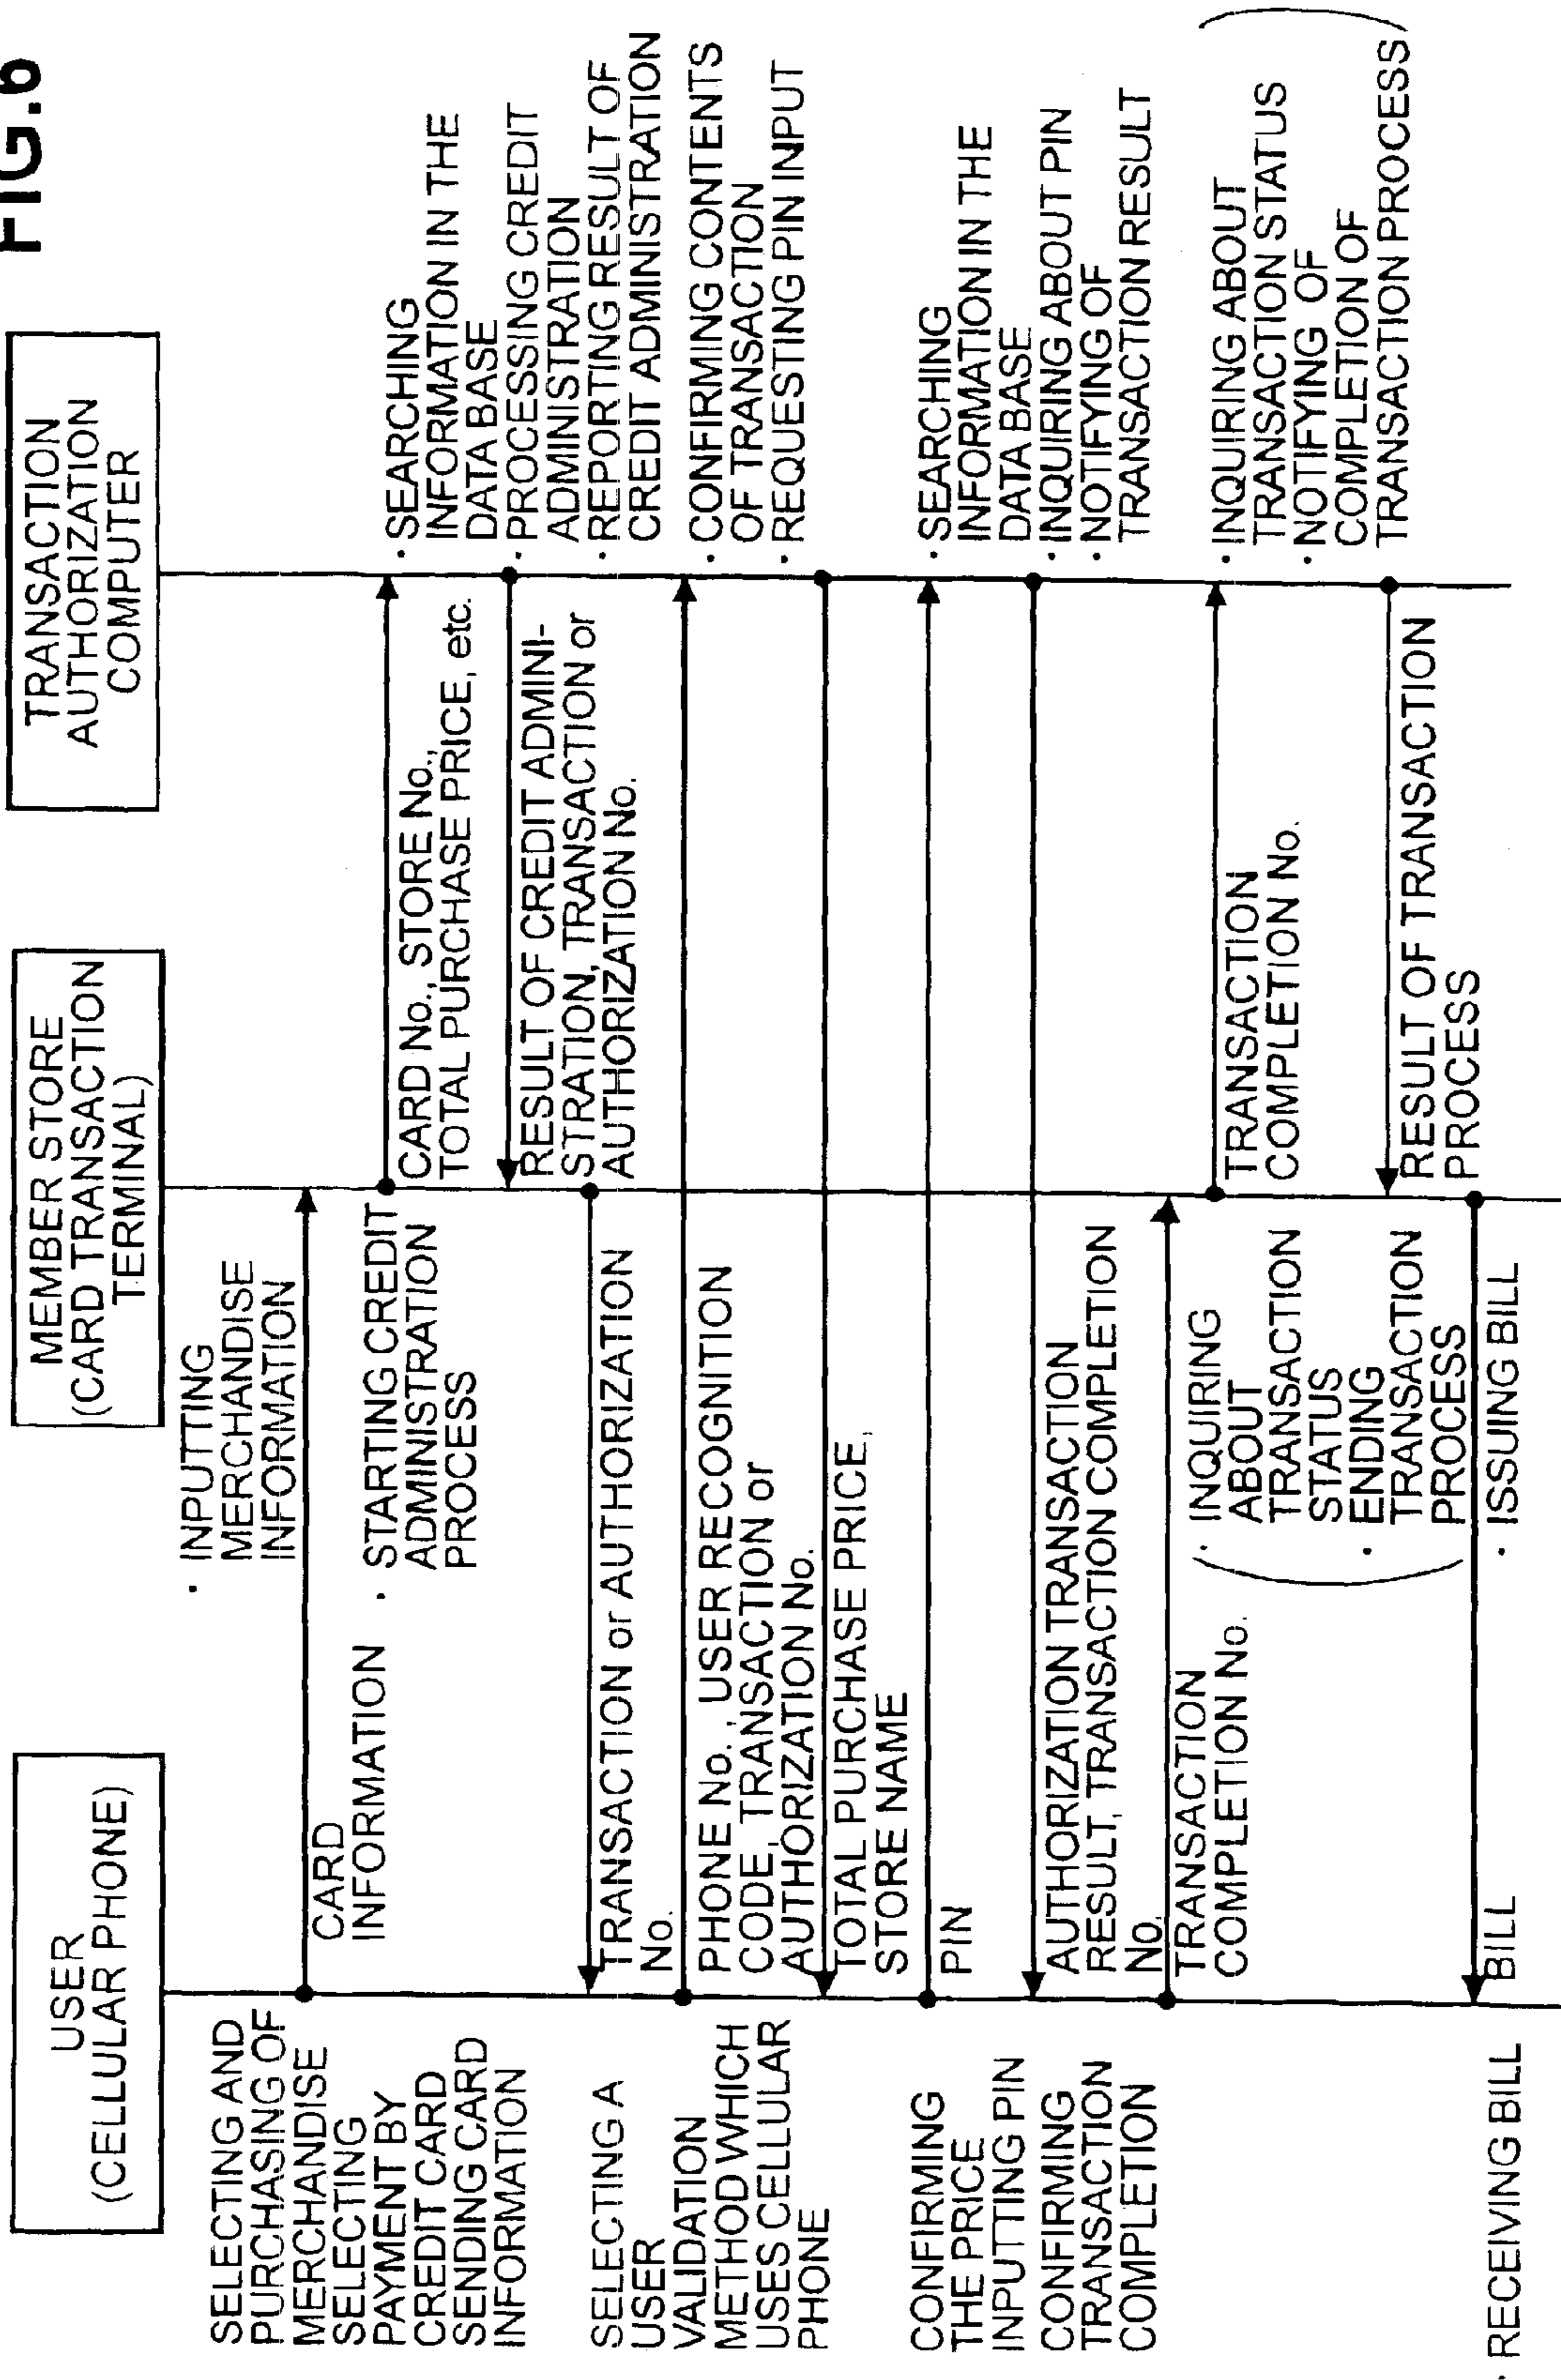 FIG.6
USER
(CELLULAR PHONE)
MEMBER STORE
(CARD TRANSACTION
TERMINAL)
TRANSACTION
AUTHORIZATION
COMPUTER
SELECTING AND
PURCHASING OF
MERCHANDISE
SELECTING
PAYMENT BY
CREDIT CARD
SENDING CARD
INFORMATION
SELECTING A
USER
VALIDATION
METHOD WHICH
USES CELLULAR
PHONE
CONFIRMING
THE PRICE
INPUTTING PIN
CONFIRMING
TRANSACTION
COMPLETION
· RECEIVING BILL
CARD
INFORMATION
TRANSACTION or AUTHORIZATION
No.
PHONE No., USER RECOGNITION
CODE, TRANSACTION or
AUTHORIZATION No.
TOTAL PURCHASE PRICE,
STORE NAME
PIN
AUTHORIZATION TRANSACTION
RESULT, TRANSACTION COMPLETION
No.
TRANSACTION
COMPLETION No.
BILL
· INPUTTING
MERCHANDISE
INFORMATION
· STARTING CREDIT
ADMINISTRATION
PROCESS
· INQUIRING
ABOUT
TRANSACTION
STATUS
· ENDING
TRANSACTION
PROCESS
· ISSUING BILL
CARD No., STORE No.,
TOTAL PURCHASE PRICE, etc.
RESULT OF CREDIT ADMINI-
STRATION, TRANSACTION or
AUTHORIZATION No.
TRANSACTION
COMPLETION No.
RESULT OF TRANSACTION
PROCESS
· SEARCHING
INFORMATION IN THE
DATA BASE
· PROCESSING CREDIT
ADMINISTRATION
· REPORTING RESULT OF
CREDIT ADMINISTRATION
· CONFIRMING CONTENTS
OF TRANSACTION
· REQUESTING PIN INPUT
· SEARCHING
INFORMATION IN THE
DATA BASE
· INQUIRING ABOUT PIN
· NOTIFYING OF
TRANSACTION RESULT
· INQUIRING ABOUT
TRANSACTION STATUS
· NOTIFYING OF
COMPLETION OF
TRANSACTION PROCESS